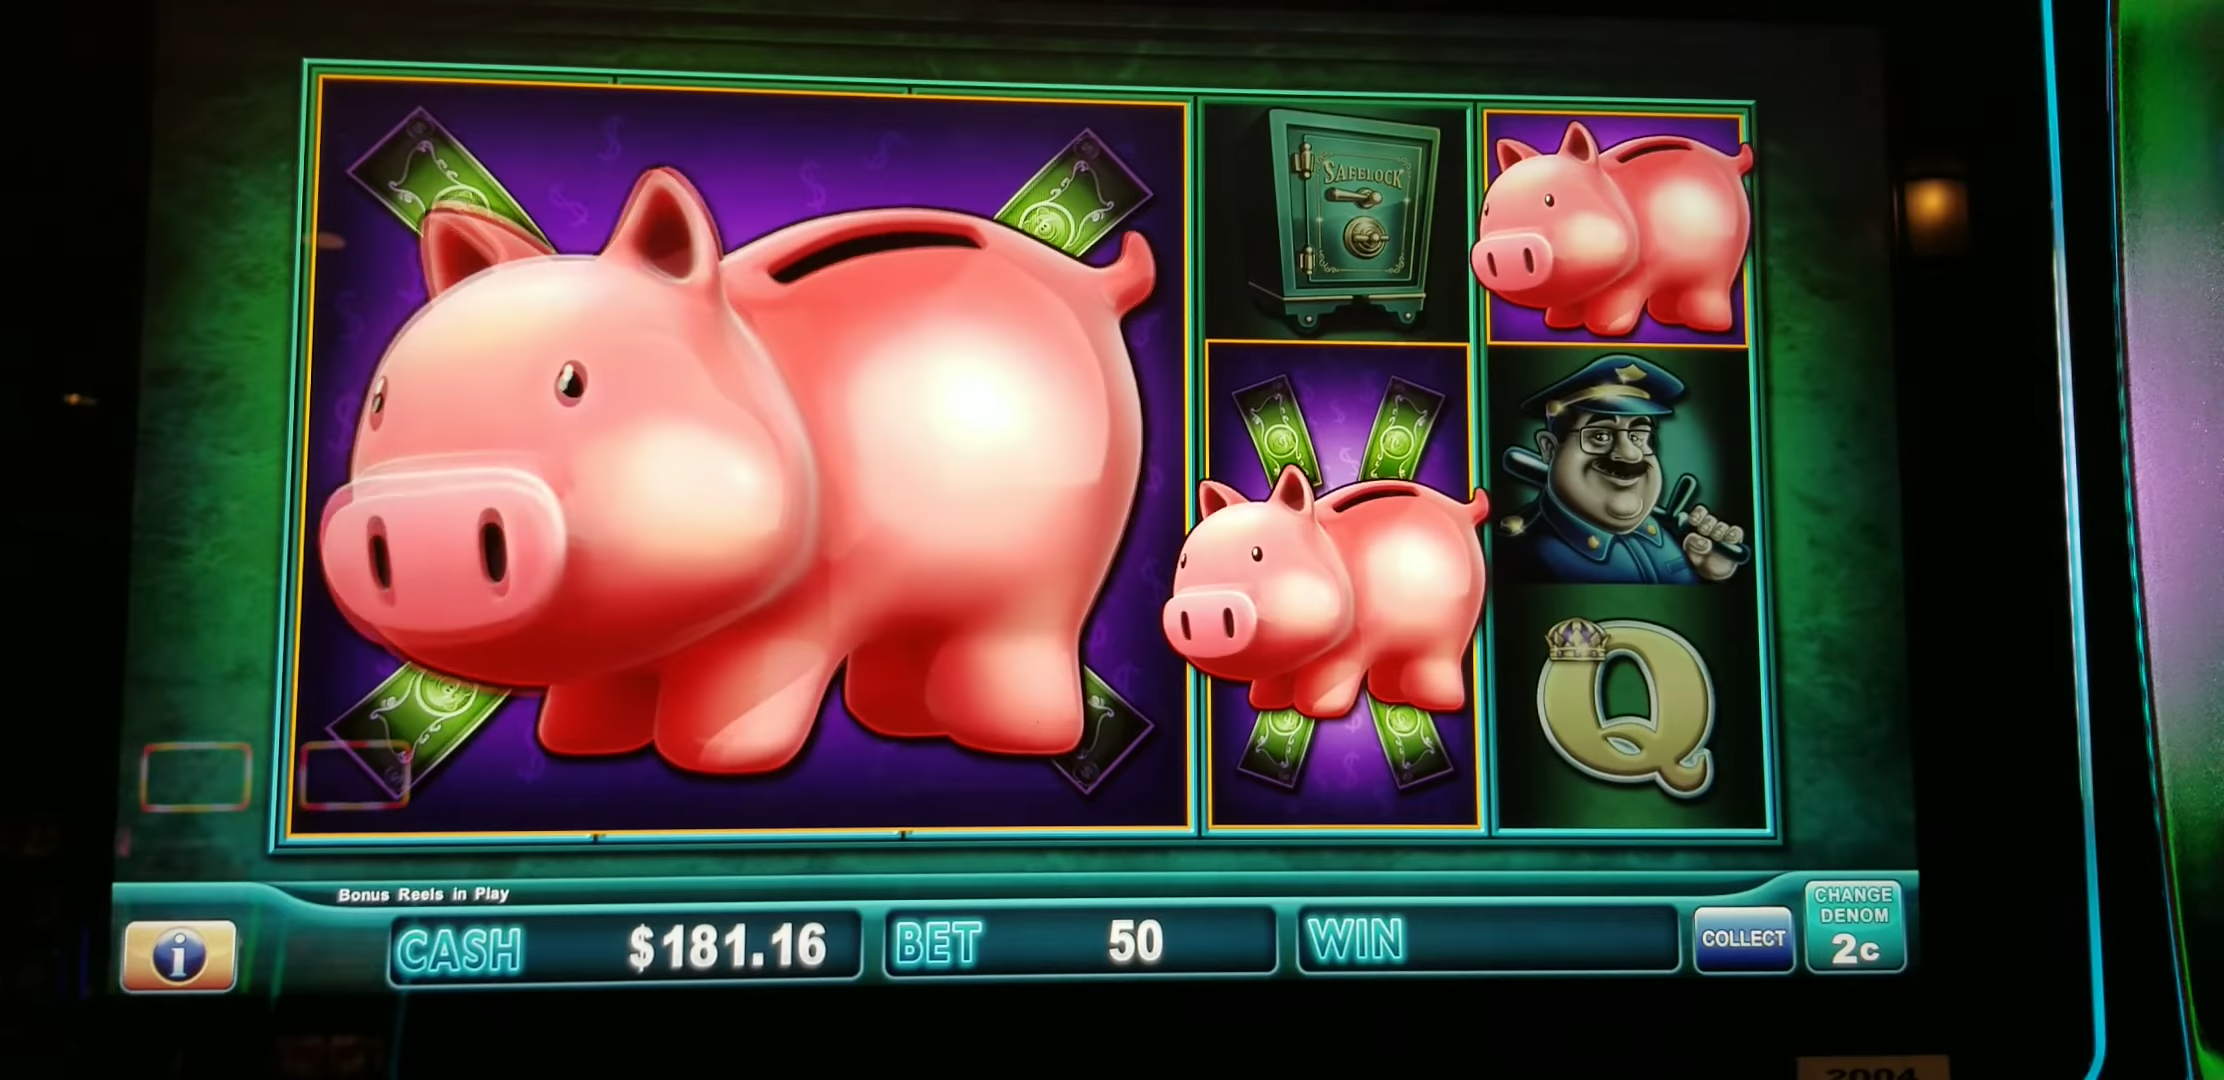 SAFELOCK
Q
Bonus Reels in Play
CASH $181.16 BET 50 WIN
COLLECT
CHANGE
DENOM
2c
i